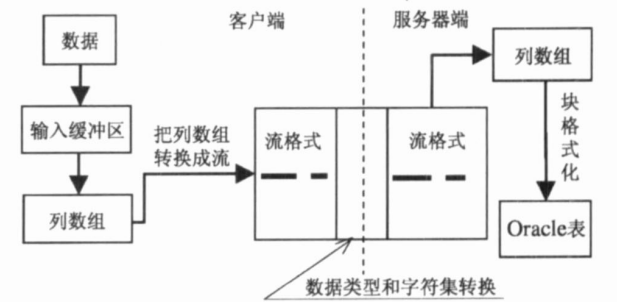 客户端
服务器端
数据
输入缓冲区
列数组
把列数组
转换成流
流格式
流格式
列数组
块格式化
Oracle表
数据类型和字符集转换